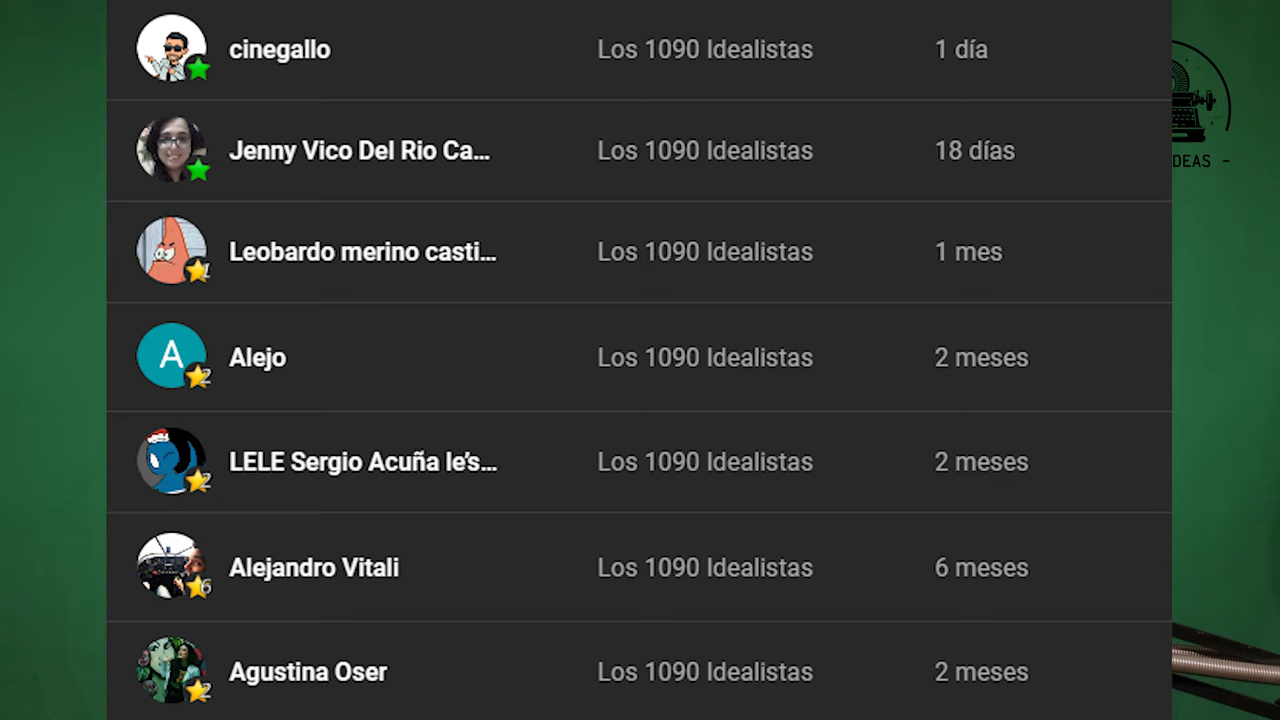 cinegallo Los 1090 Idealistas 1 día
Jenny Vico Del Rio Ca... Los 1090 Idealistas 18 días
Leobardo merino casti... Los 1090 Idealistas 1 mes
A Alejo Los 1090 Idealistas 2 meses
LELE Sergio Acuña le's... Los 1090 Idealistas 2 meses
Alejandro Vitali Los 1090 Idealistas 6 meses
Agustina Oser Los 1090 Idealistas 2 meses
DEAS -